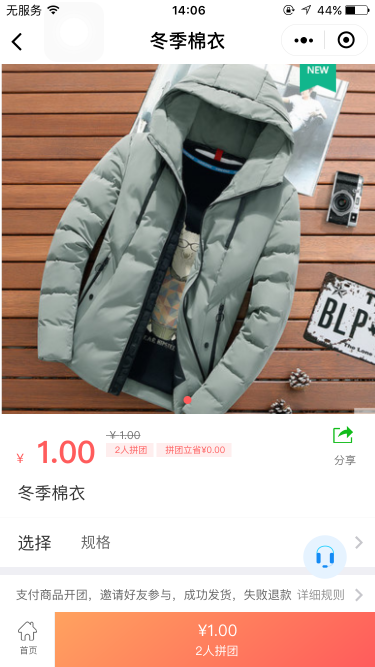 无服务 14:06 44%
冬季棉衣
NEW
BLP
¥ 1.00 ¥ 1.00
2人拼团 拼团立省¥0.00
分享
冬季棉衣
选择 规格
支付商品开团，邀请好友参与，成功发货，失败退款 详细规则
首页
¥1.00
2人拼团